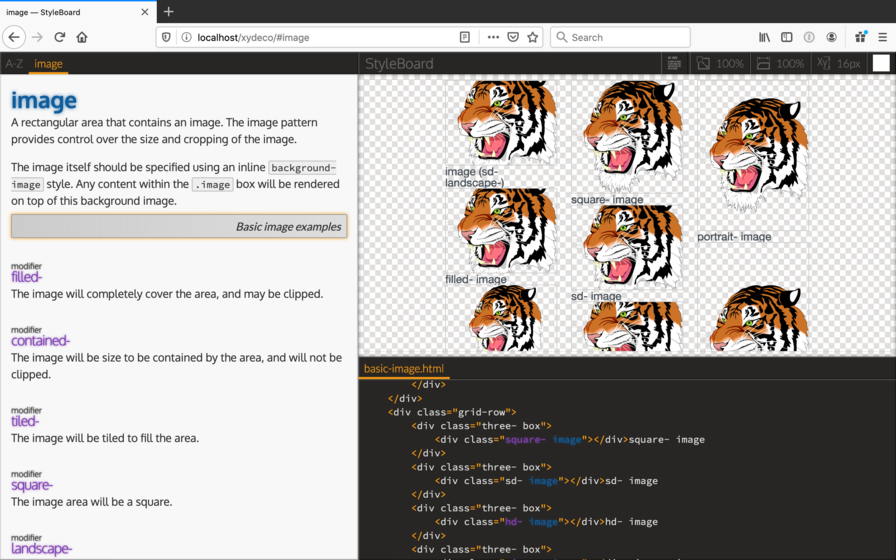 image — StyleBoard
localhost/xydeco/#image
Search
A-Z
image
StyleBoard
100%
100%
16px
image
A rectangular area that contains an image. The image pattern
provides control over the size and cropping of the image.
The image itself should be specified using an inline background-
image style. Any content within the .image box will be rendered
on top of this background image.
Basic image examples
modifier
filled-
The image will completely cover the area, and may be clipped.
modifier
contained-
The image will be size to be contained by the area, and will not be
clipped.
modifier
tiled-
The image will be tiled to fill the area.
modifier
square-
The image area will be a square.
modifier
landscape-
image (sd-
landscape-)
square- image
portrait- image
filled- image
sd- image
basic-image.html
</div>
</div>
<div class="grid-row">
<div class="three- box">
<div class="square- image"></div>square- image
</div>
<div class="three- box">
<div class="sd- image"></div>sd- image
</div>
<div class="three- box">
<div class="hd- image"></div>hd- image
</div>
<div class="three- box">